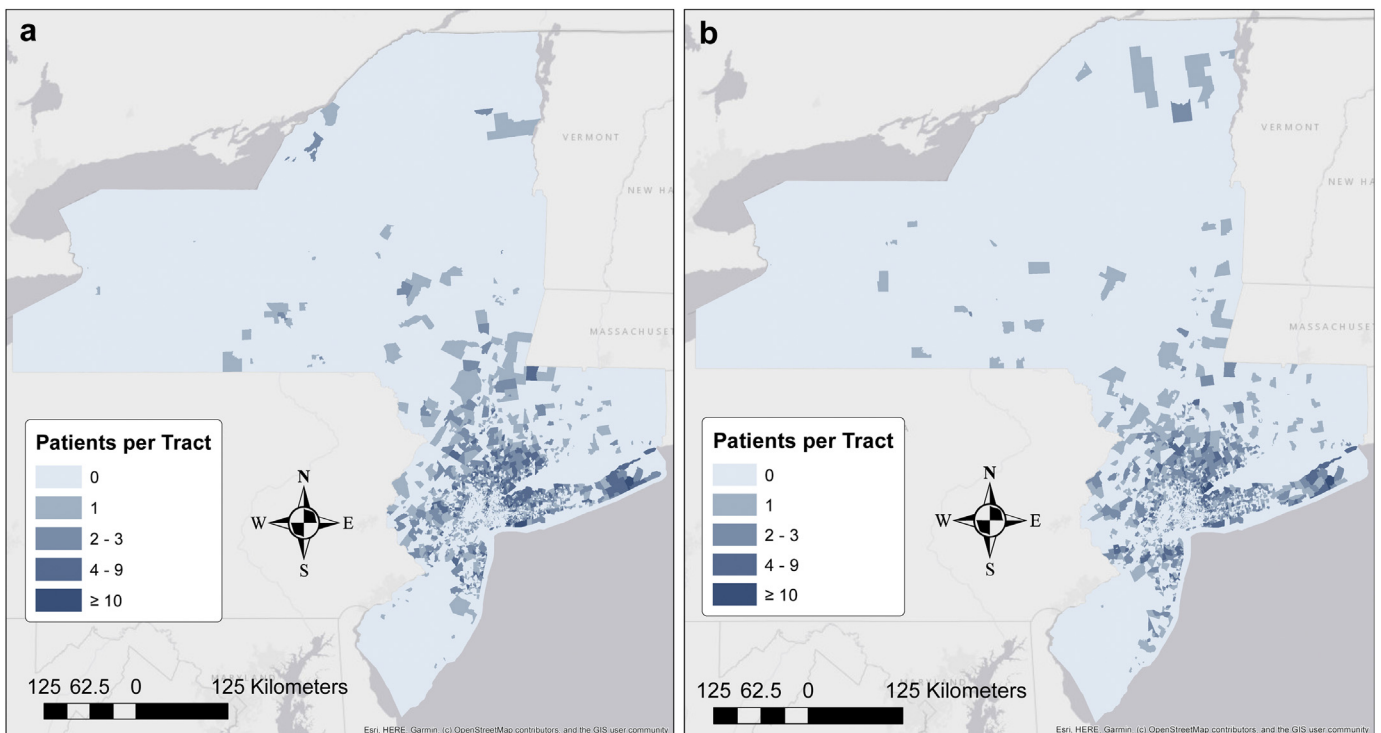 a
VERMONT
NEW HA
MASSACHUSET
Patients per Tract
0
1
2 - 3
4 - 9
≥ 10
N
W E
S
MARYLAND
125 62.5 0 125 Kilometers
Esri, HERE, Garmin, (c) OpenStreetMap contributors, and the GIS user community
b
VERMONT
NEW HA
MASSACHUSET
Patients per Tract
0
1
2 - 3
4 - 9
≥ 10
N
W E
S
MARYLAND
125 62.5 0 125 Kilometers
Esri, HERE, Garmin, (c) OpenStreetMap contributors, and the GIS user community